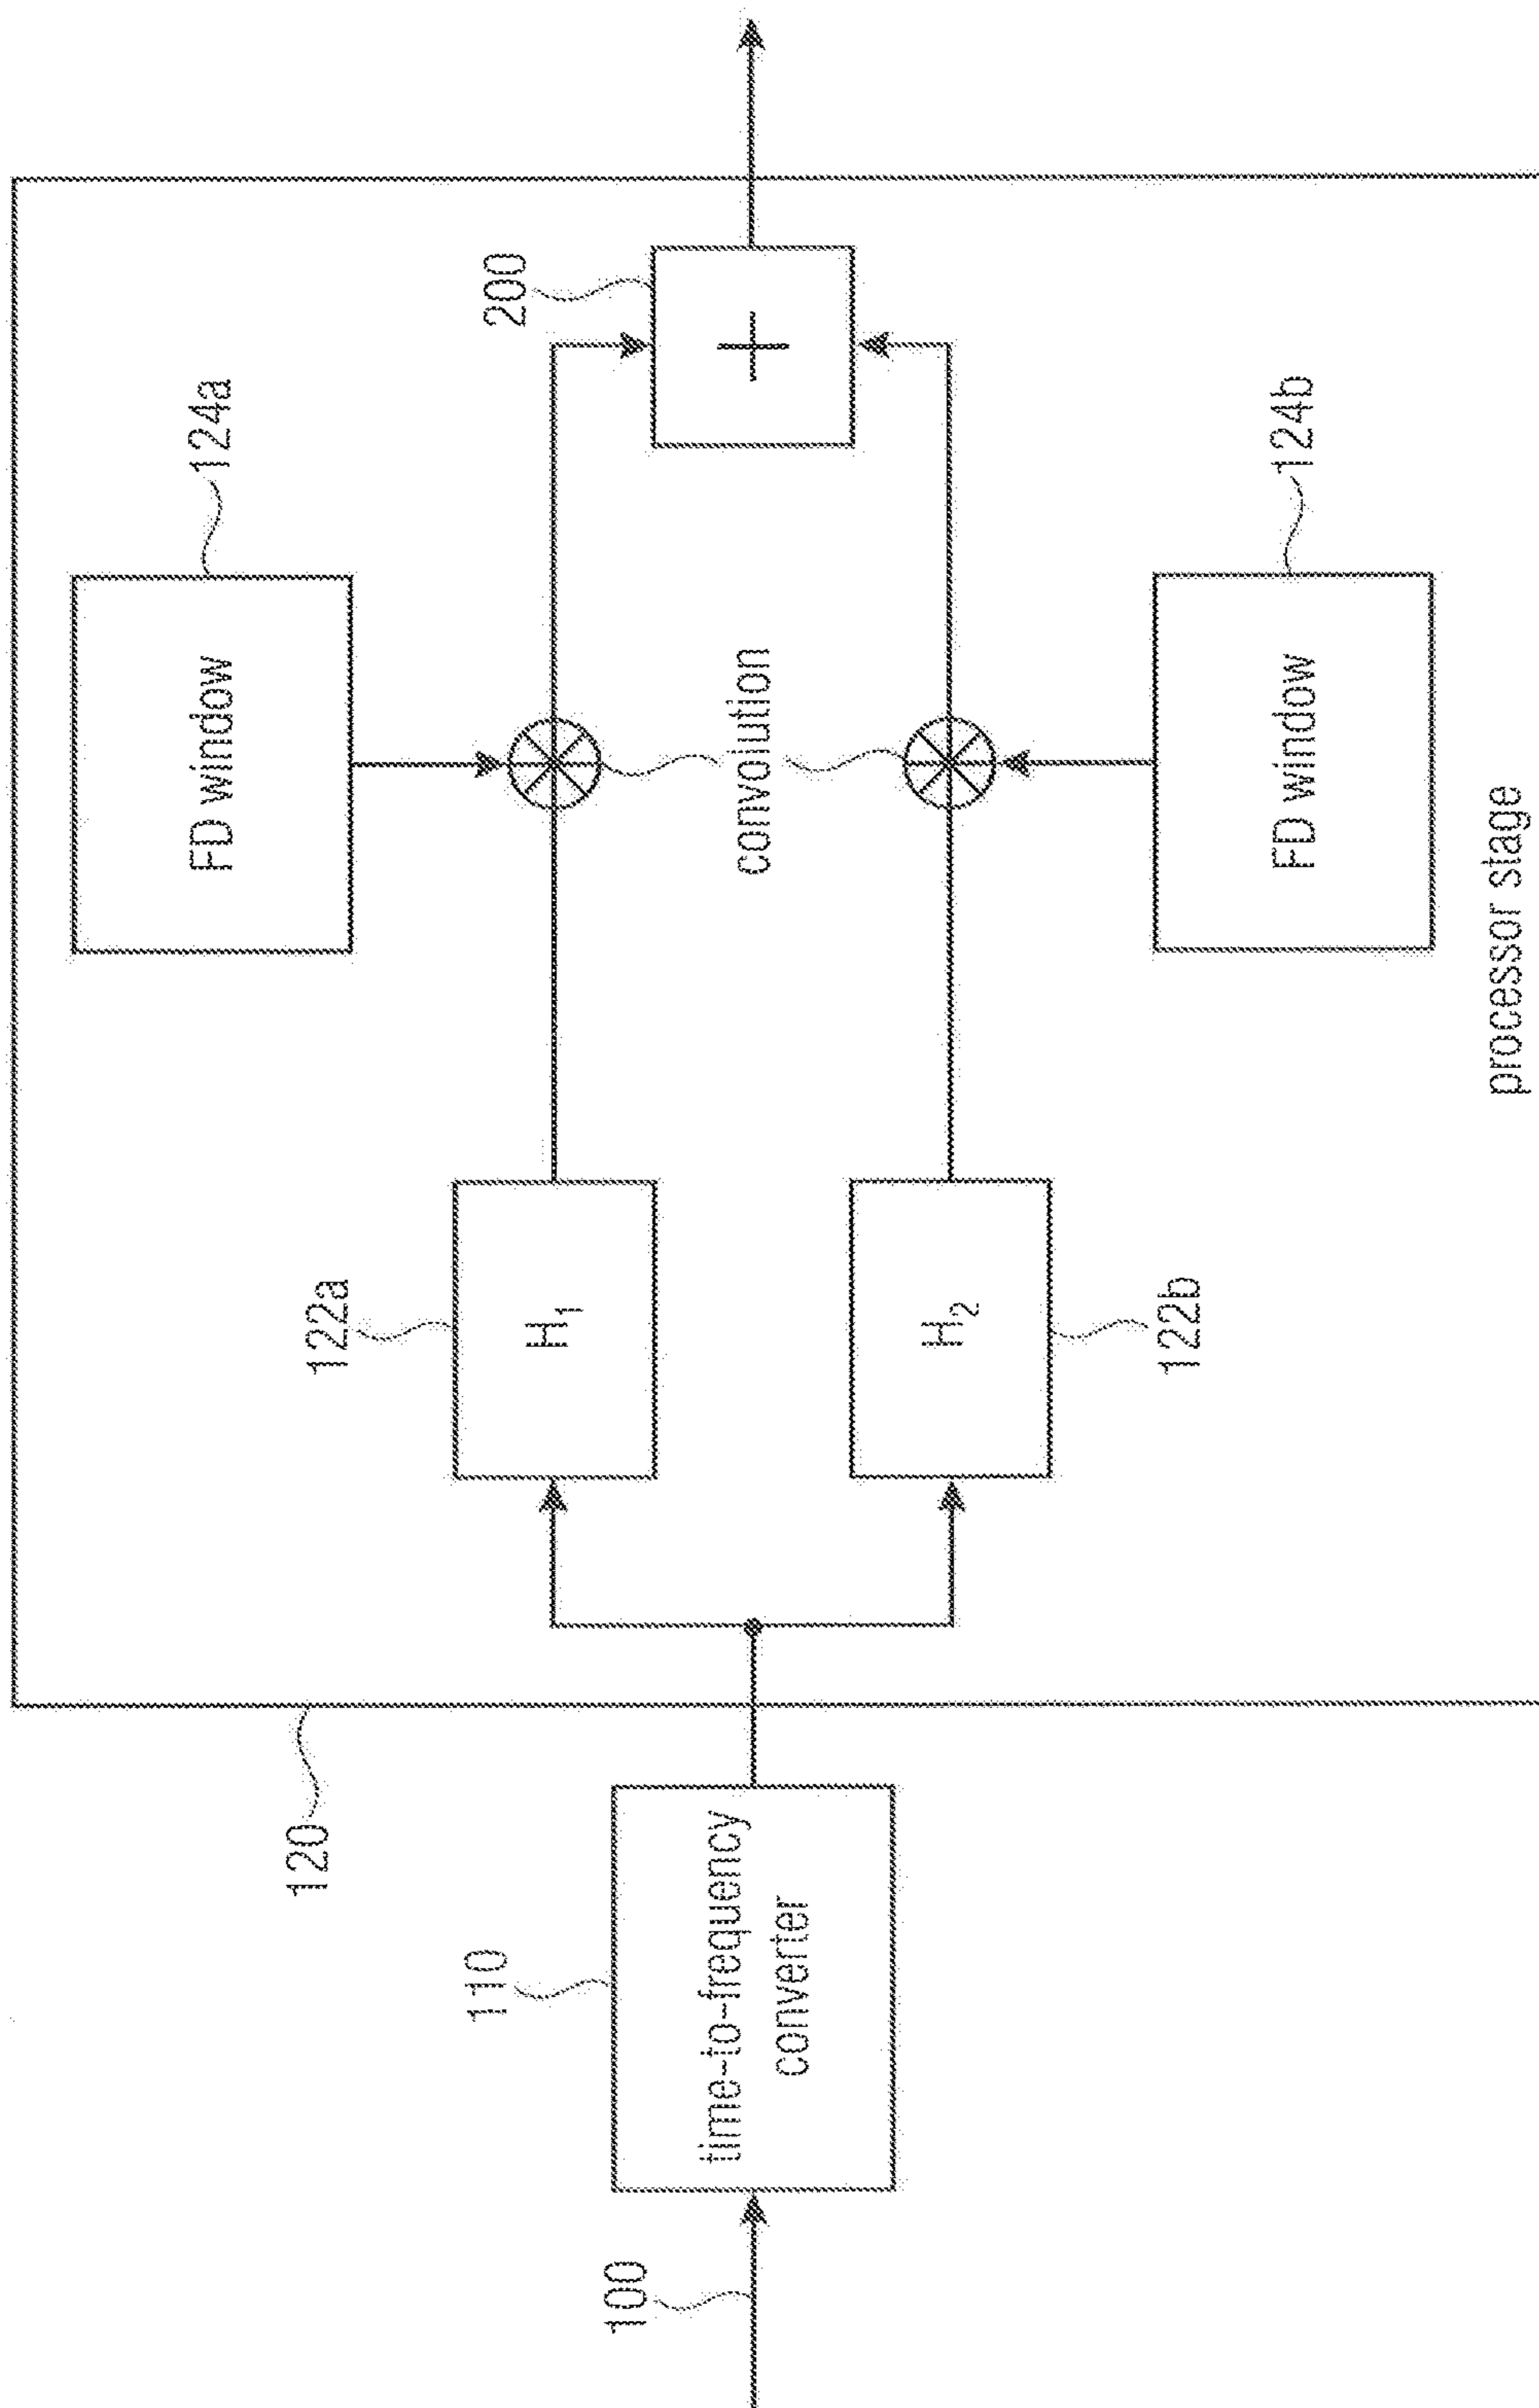 100
110
time-to-frequency
converter
120
122a
H₁
122b
H₂
FD window
124a
convolution
FD window
124b
200
+
processor stage